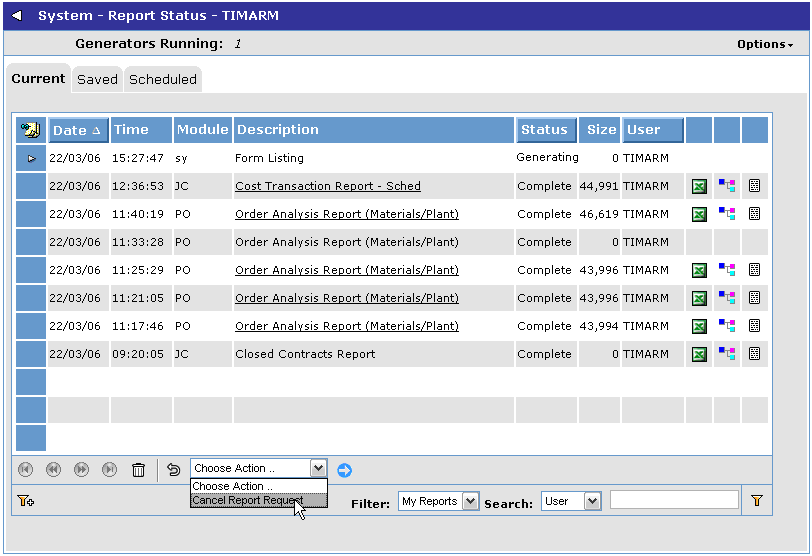 System - Report Status - TIMARM
Generators Running: 1
Options
Current Saved Scheduled
Date Time Module Description Status Size User
22/03/06 15:27:47 sy Form Listing Generating 0 TIMARM
22/03/06 12:36:53 JC Cost Transaction Report - Sched Complete 44,991 TIMARM
22/03/06 11:40:19 PO Order Analysis Report (Materials/Plant) Complete 46,619 TIMARM
22/03/06 11:33:28 PO Order Analysis Report (Materials/Plant) Complete 0 TIMARM
22/03/06 11:25:29 PO Order Analysis Report (Materials/Plant) Complete 43,996 TIMARM
22/03/06 11:21:05 PO Order Analysis Report (Materials/Plant) Complete 43,996 TIMARM
22/03/06 11:17:46 PO Order Analysis Report (Materials/Plant) Complete 43,994 TIMARM
22/03/06 09:20:05 JC Closed Contracts Report Complete 0 TIMARM
Choose Action ..
Choose Action ..
Cancel Report Request
Filter: My Reports Search: User